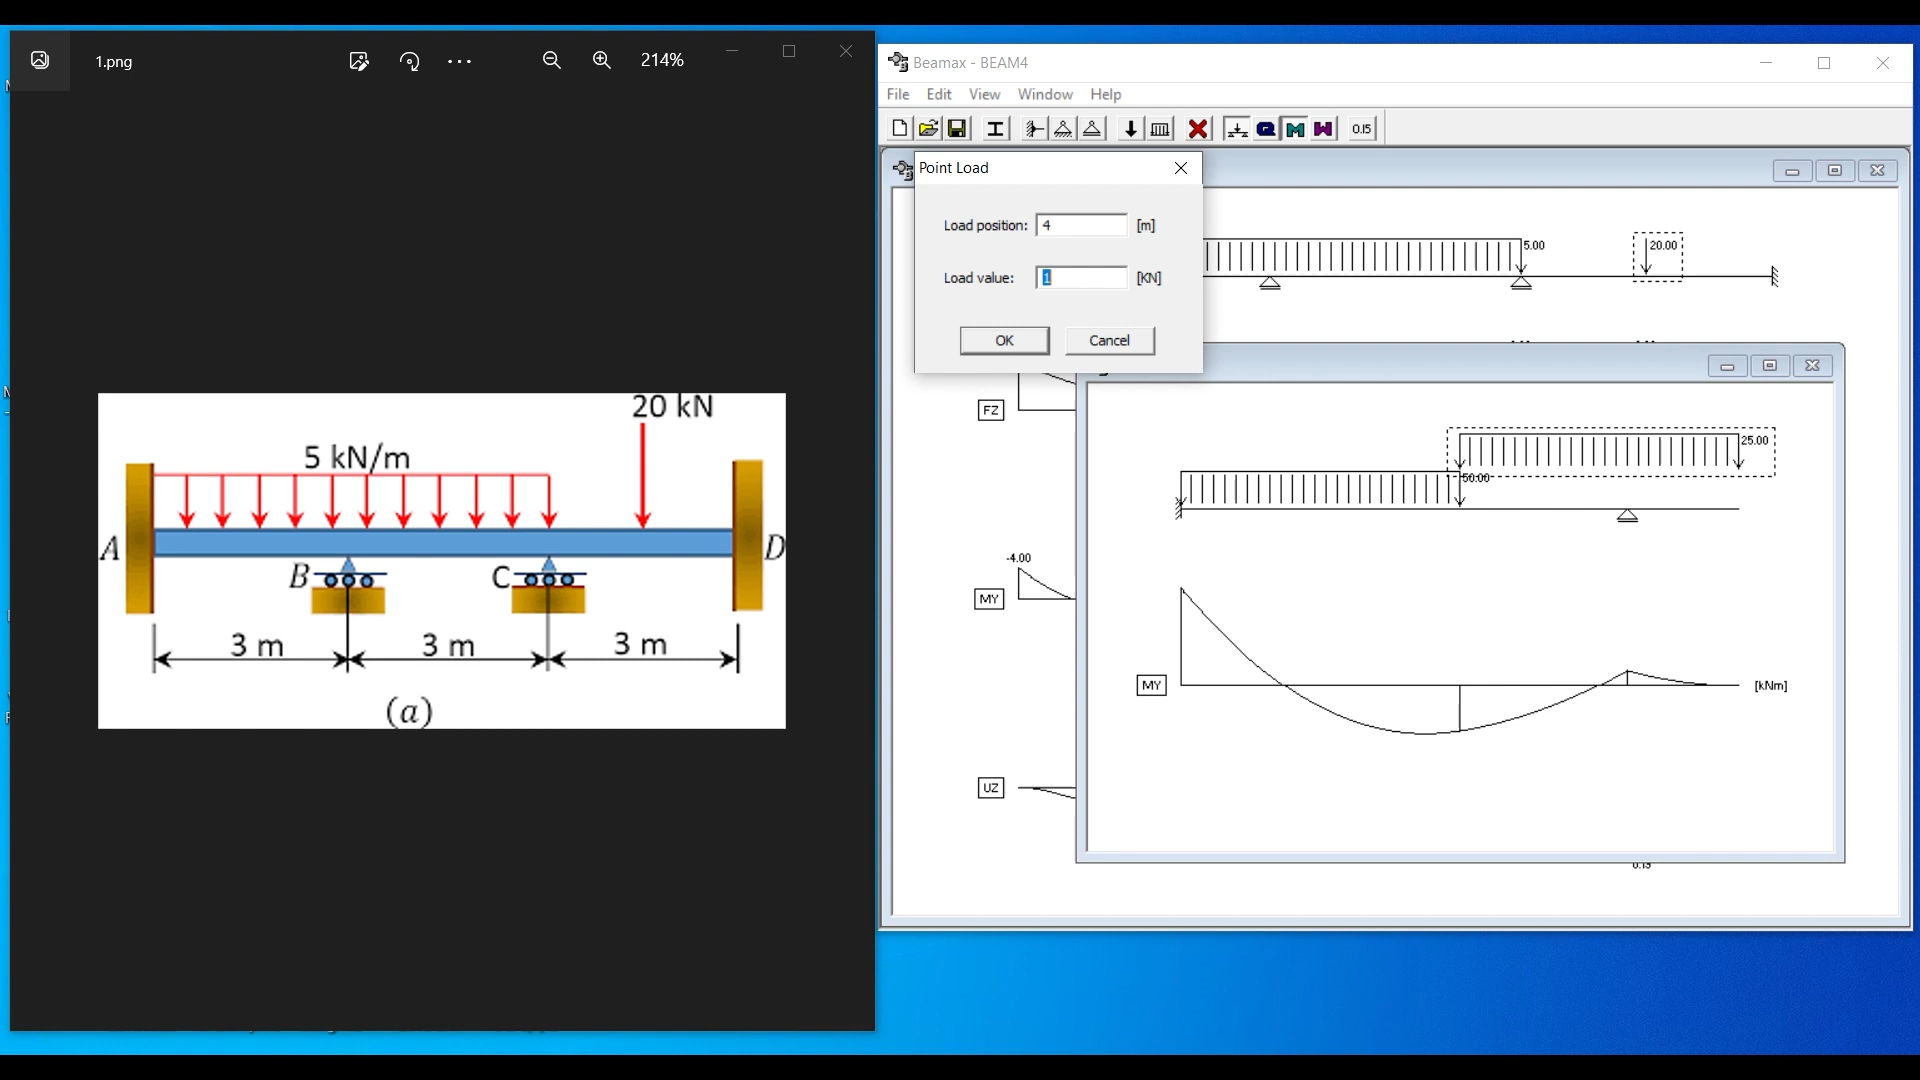 1.png
214%
20 kN
5 kN/m
A
B
C
D
3 m
3 m
3 m
(a)
Beamax - BEAM4
File Edit View Window Help
0.15
Point Load
Load position: 4 [m]
Load value: 1 [KN]
OK Cancel
5.00
20.00
FZ
-4.00
MY
UZ
25.00
50.00
MY
[kNm]